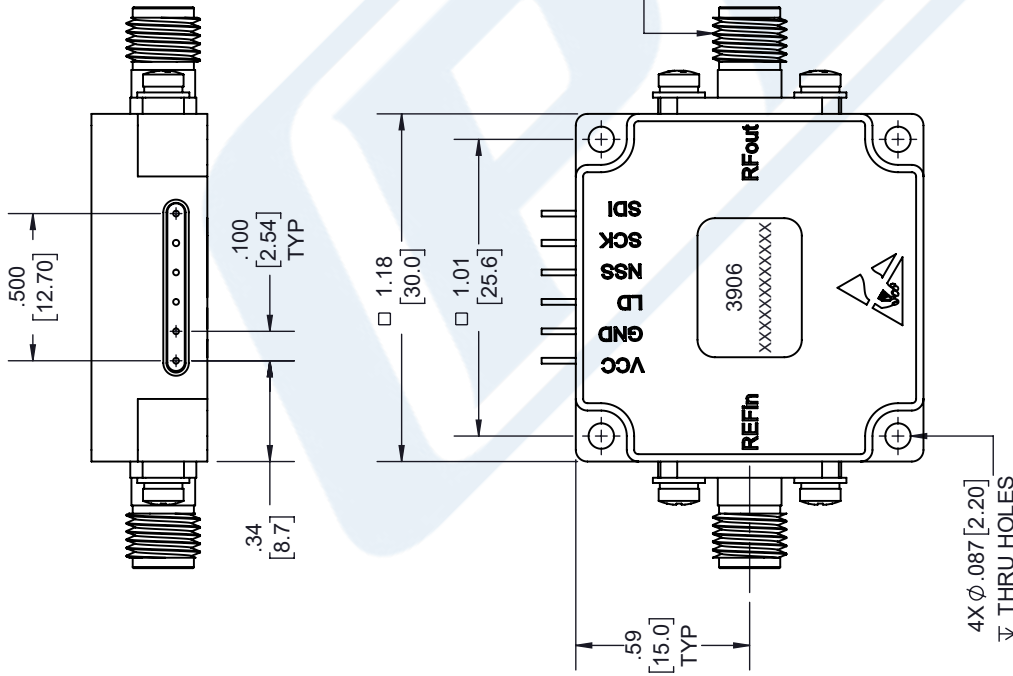 .500
[12.70]
.100
[2.54]
TYP
.34
[8.7]
□ 1.18
[30.0]
□ 1.01
[25.6]
RFout
SDI
SCK
NSS
LD
GND
VCC
3906
XXXXXXXXXXXXX
REFin
.59
[15.0]
TYP
4X ∅.087 [2.20]
↧ THRU HOLES